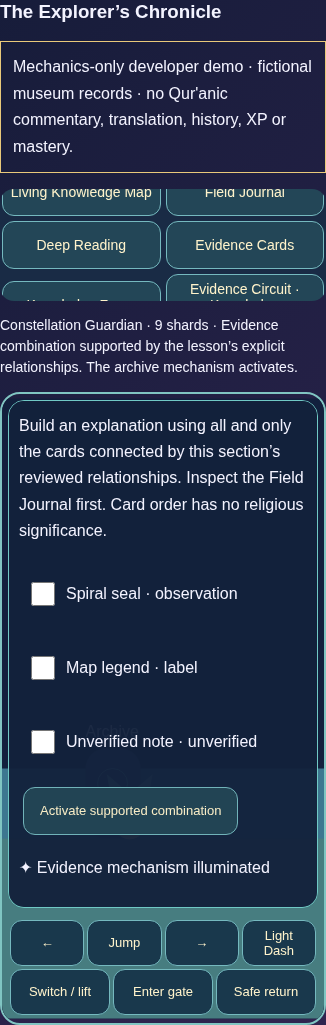 The Explorer’s Chronicle
Mechanics-only developer demo · fictional
museum records · no Qur'anic
commentary, translation, history, XP or
mastery.
Living Knowledge Map
Field Journal
Deep Reading
Evidence Cards
Evidence Circuit ·
Constellation Guardian · 9 shards · Evidence
combination supported by the lesson’s explicit
relationships. The archive mechanism activates.
Build an explanation using all and only
the cards connected by this section’s
reviewed relationships. Inspect the Field
Journal first. Card order has no religious
significance.
Spiral seal · observation
Map legend · label
Unverified note · unverified
Activate supported combination
✦ Evidence mechanism illuminated
←
Jump
→
Light
Dash
Switch / lift
Enter gate
Safe return